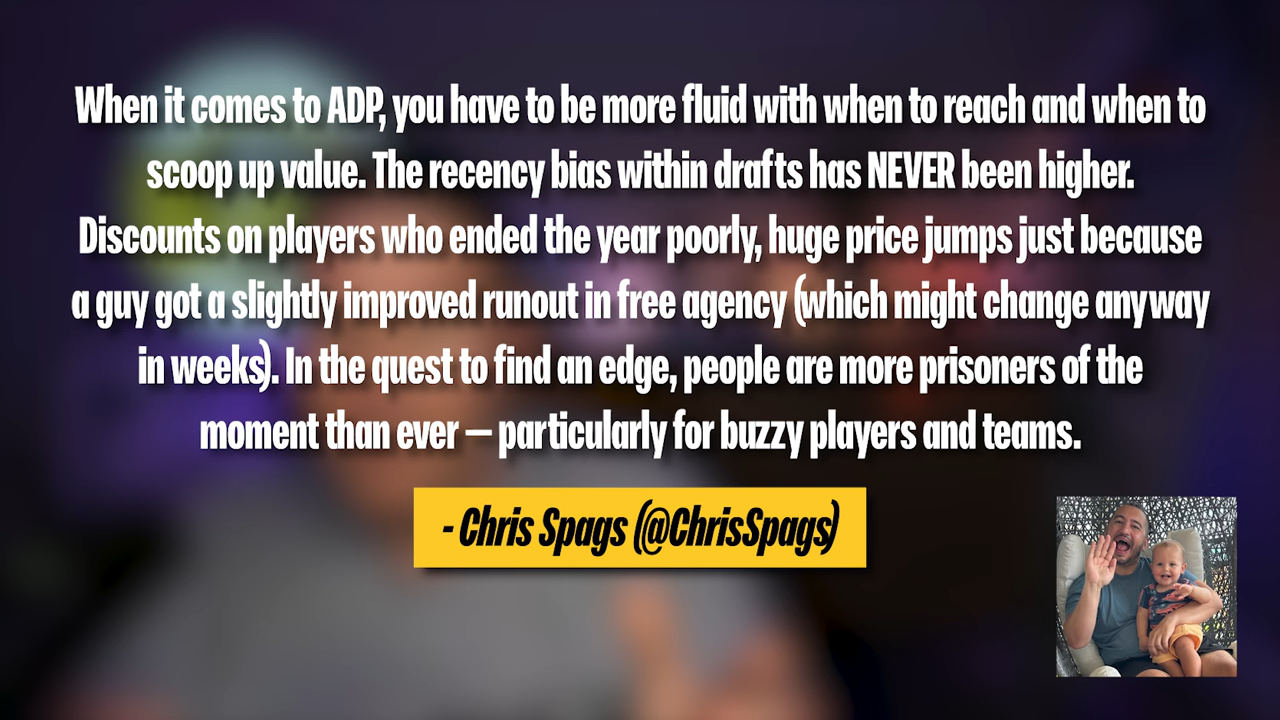 When it comes to ADP, you have to be more fluid with when to reach and when to
scoop up value. The recency bias within drafts has NEVER been higher.
Discounts on players who ended the year poorly, huge price jumps just because
a guy got a slightly improved runout in free agency (which might change anyway
in weeks). In the quest to find an edge, people are more prisoners of the
moment than ever — particularly for buzzy players and teams.
- Chris Spags (@ChrisSpags)